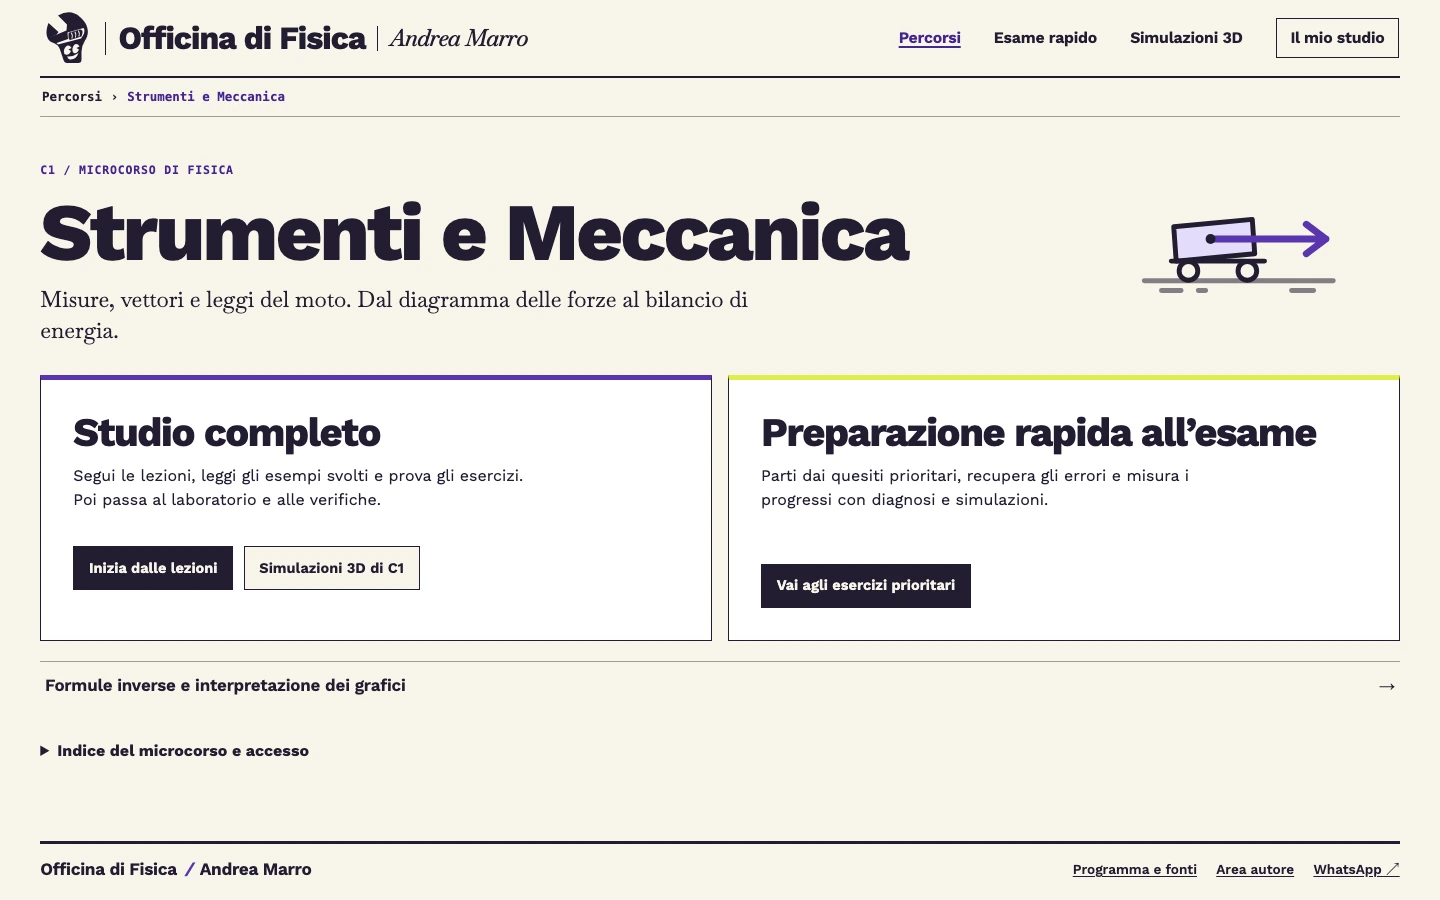 Officina di Fisica
Andrea Marro
Percorsi
Esame rapido
Simulazioni 3D
Il mio studio
Percorsi › Strumenti e Meccanica
C1 / MICROCORSO DI FISICA
Strumenti e Meccanica
Misure, vettori e leggi del moto. Dal diagramma delle forze al bilancio di
energia.
Studio completo
Segui le lezioni, leggi gli esempi svolti e prova gli esercizi.
Poi passa al laboratorio e alle verifiche.
Inizia dalle lezioni
Simulazioni 3D di C1
Preparazione rapida all’esame
Parti dai quesiti prioritari, recupera gli errori e misura i
progressi con diagnosi e simulazioni.
Vai agli esercizi prioritari
Formule inverse e interpretazione dei grafici →
▶ Indice del microcorso e accesso
Officina di Fisica / Andrea Marro
Programma e fonti
Area autore
WhatsApp ↗